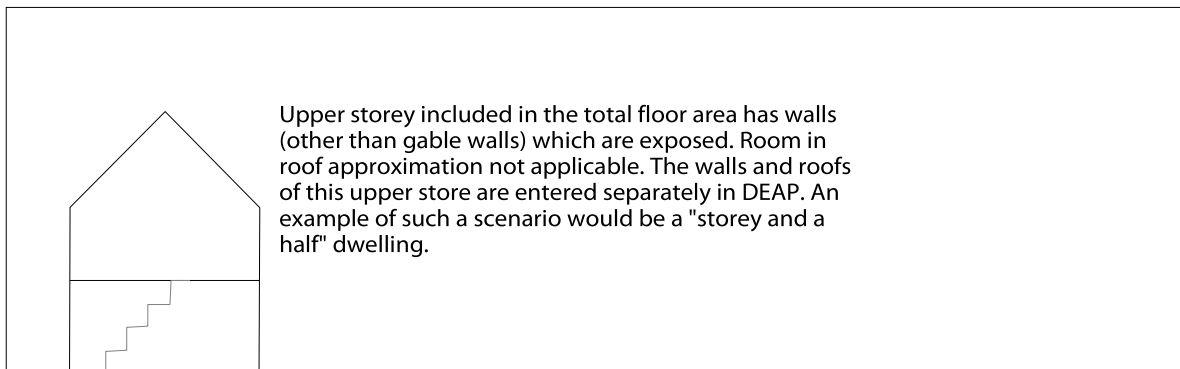 Upper storey included in the total floor area has walls
(other than gable walls) which are exposed. Room in
roof approximation not applicable. The walls and roofs
of this upper store are entered separately in DEAP. An
example of such a scenario would be a "storey and a
half" dwelling.